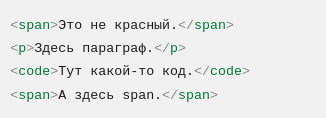 <span>Это не красный.</span>
<p>Здесь параграф.</p>
<code>Тут какой-то код.</code>
<span>А здесь span.</span>